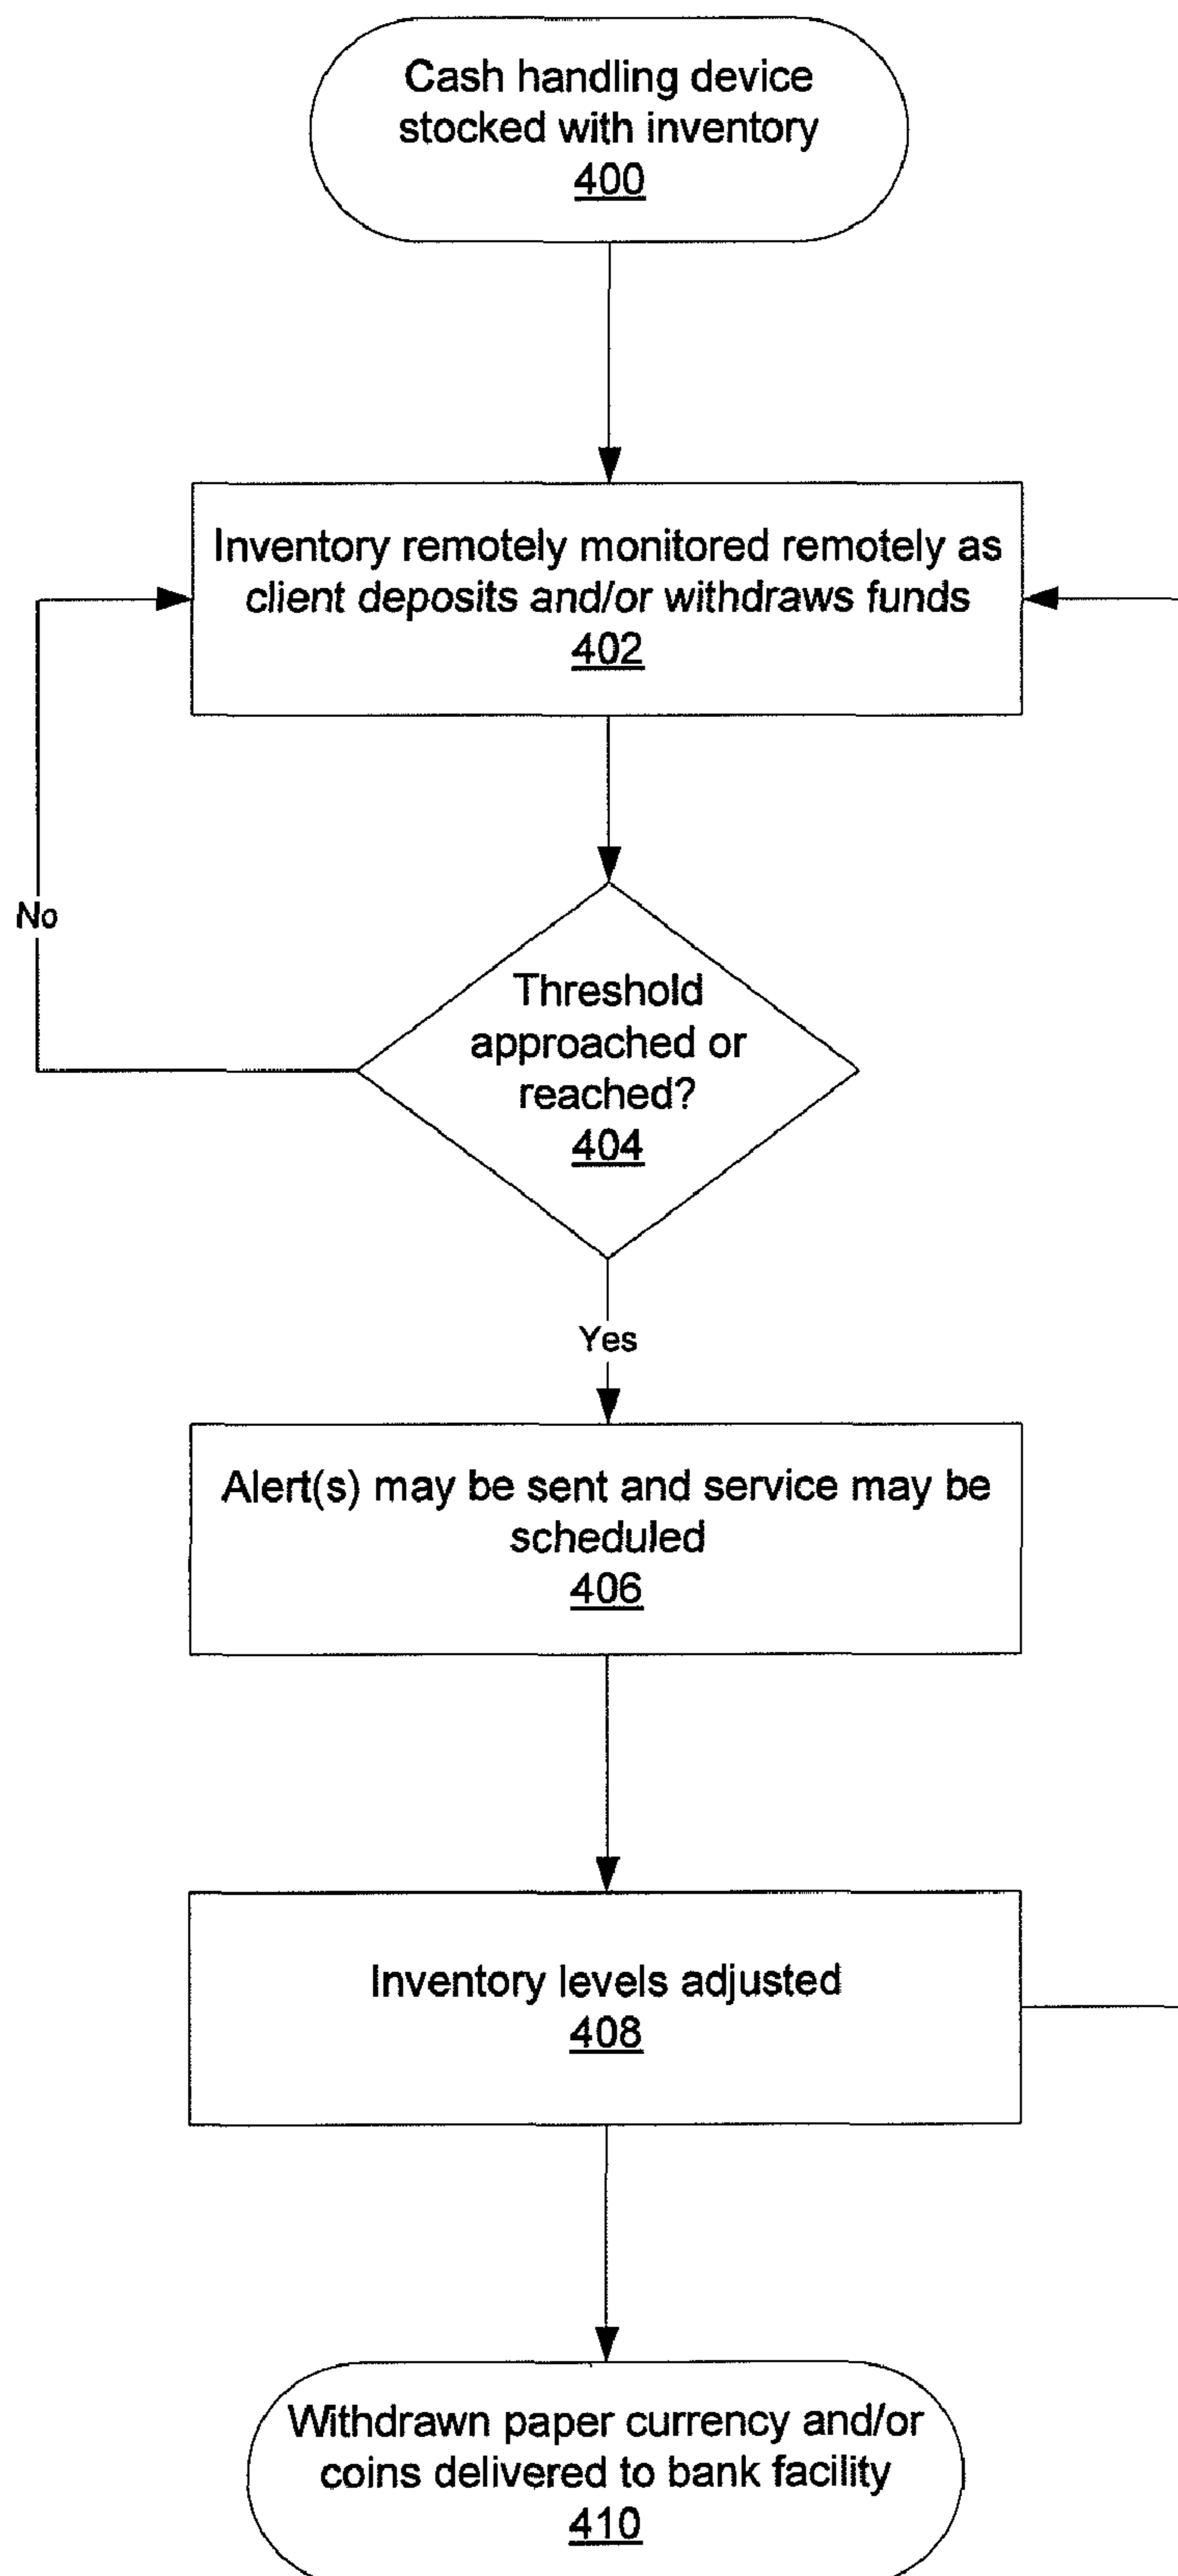 Cash handling device
stocked with inventory
400
Inventory remotely monitored remotely as
client deposits and/or withdraws funds
402
No
Threshold
approached or
reached?
404
Yes
Alert(s) may be sent and service may be
scheduled
406
Inventory levels adjusted
408
Withdrawn paper currency and/or
coins delivered to bank facility
410